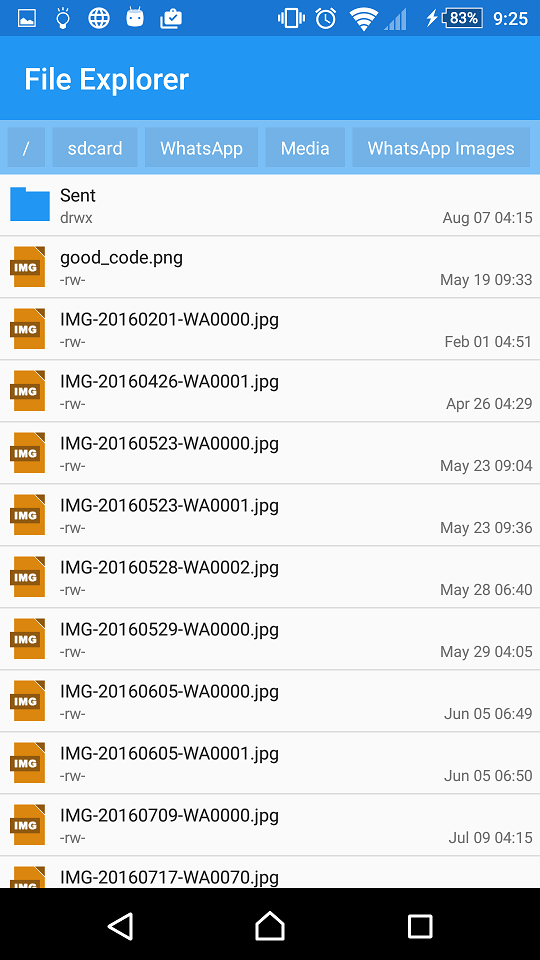 83% 9:25
File Explorer
/ sdcard WhatsApp Media WhatsApp Images
Sent
drwx Aug 07 04:15
IMG good_code.png
-rw- May 19 09:33
IMG IMG-20160201-WA0000.jpg
-rw- Feb 01 04:51
IMG IMG-20160426-WA0001.jpg
-rw- Apr 26 04:29
IMG IMG-20160523-WA0000.jpg
-rw- May 23 09:04
IMG IMG-20160523-WA0001.jpg
-rw- May 23 09:36
IMG IMG-20160528-WA0002.jpg
-rw- May 28 06:40
IMG IMG-20160529-WA0000.jpg
-rw- May 29 04:05
IMG IMG-20160605-WA0000.jpg
-rw- Jun 05 06:49
IMG IMG-20160605-WA0001.jpg
-rw- Jun 05 06:50
IMG IMG-20160709-WA0000.jpg
-rw- Jul 09 04:15
IMG IMG-20160717-WA0070.jpg